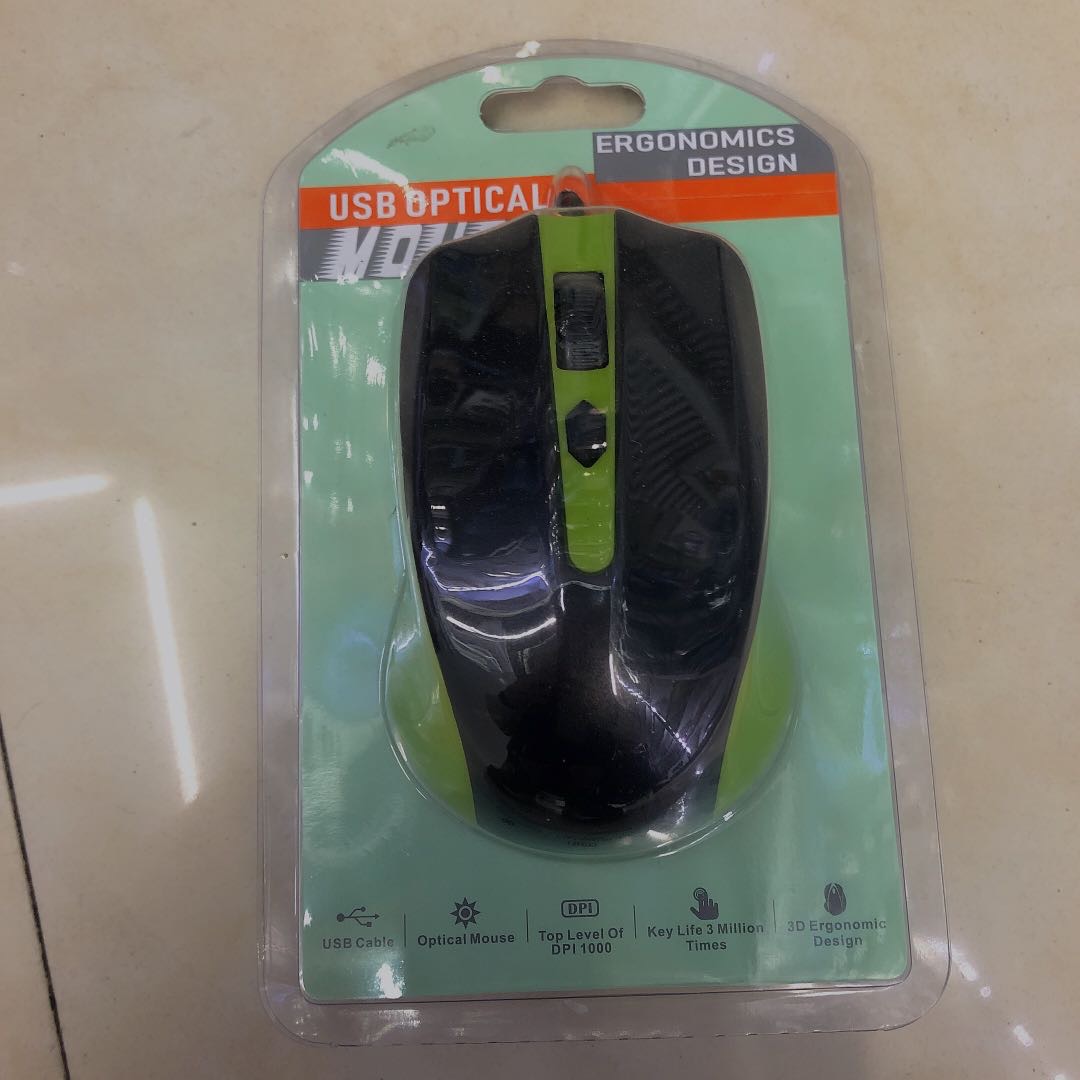 ERGONOMICS
DESIGN
USB OPTICAL
USB Cable
Optical Mouse
DPI
Top Level Of
DPI 1000
Key Life 3 Million
Times
3D Ergonomic
Design